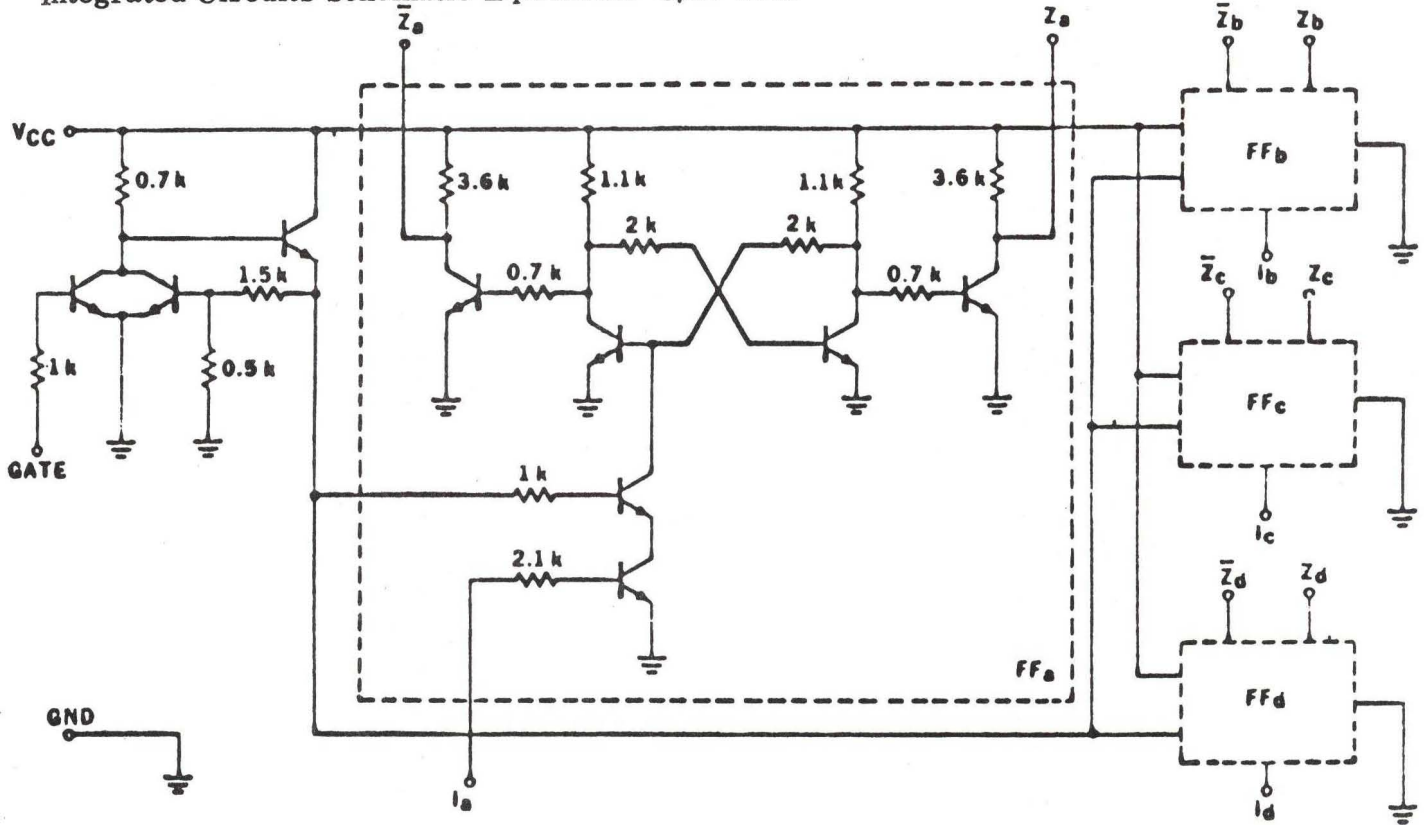 Integrated Circuits Schematic
Z̄a
Za
Z̄b
Zb
VCC
0.7 k
3.6 k
1.1 k
1.1 k
3.6 k
FFb
2 k
2 k
1.5 k
0.7 k
0.7 k
Ib
Z̄c
Zc
1 k
0.5 k
FFc
GATE
1 k
Ic
2.1 k
Z̄d
Zd
FFa
FFd
GND
Ia
Id